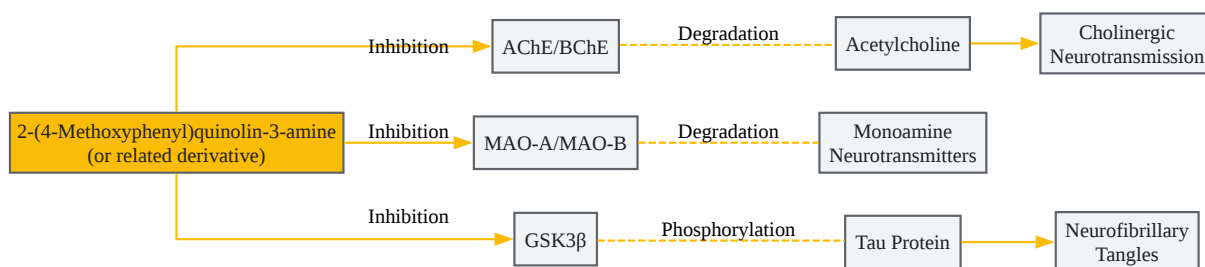 Inhibition
AChE/BChE
Degradation
Acetylcholine
Cholinergic
Neurotransmission
2-(4-Methoxyphenyl)quinolin-3-amine
(or related derivative)
Inhibition
MAO-A/MAO-B
Degradation
Monoamine
Neurotransmitters
Inhibition
GSK3β
Phosphorylation
Tau Protein
Neurofibrillary
Tangles